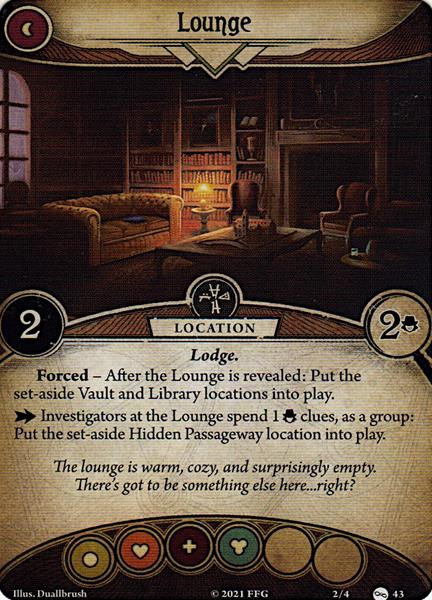 Lounge
2
LOCATION
2
Lodge.
Forced – After the Lounge is revealed: Put the
set-aside Vault and Library locations into play.
Investigators at the Lounge spend 1 clues, as a group:
Put the set-aside Hidden Passageway location into play.
The lounge is warm, cozy, and surprisingly empty.
There's got to be something else here...right?
Illus. Duallbrush © 2021 FFG 2/4 43